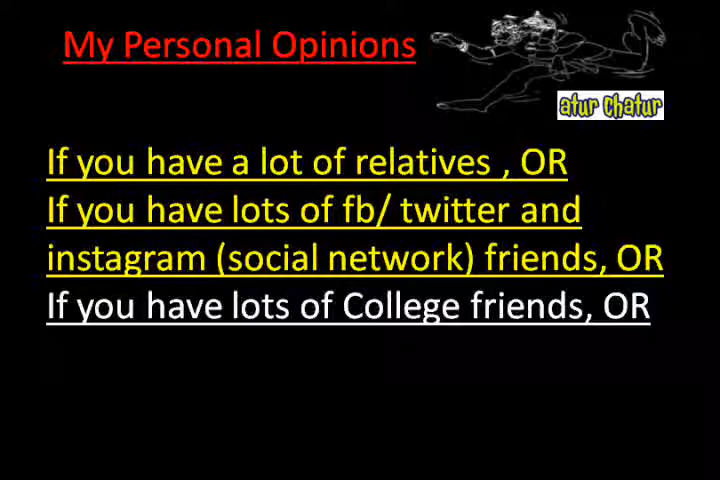 My Personal Opinions
atur chatur
If you have a lot of relatives , OR
If you have lots of fb/ twitter and
instagram (social network) friends, OR
If you have lots of College friends, OR